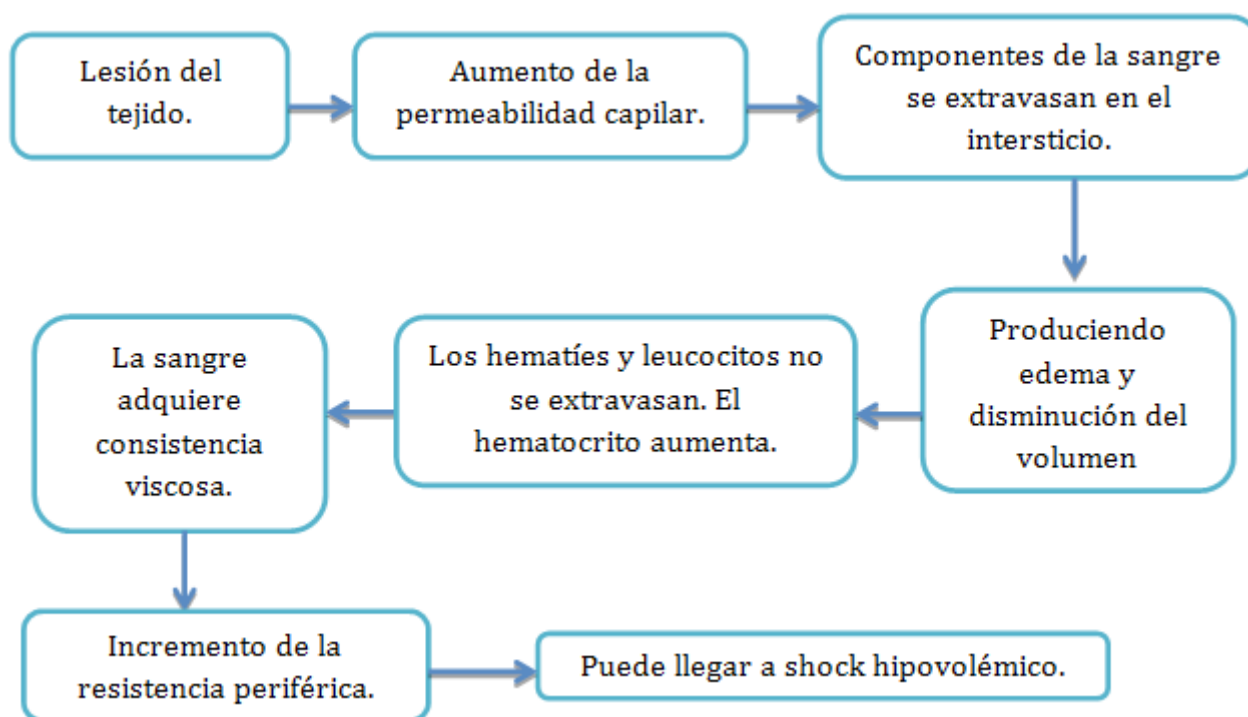 Lesión del
tejido.
Aumento de la
permeabilidad capilar.
Componentes de la sangre
se extravasan en el
intersticio.
Produciendo
edema y
disminución del
volumen
Los hematíes y leucocitos no
se extravasan. El
hematocrito aumenta.
La sangre
adquiere
consistencia
viscosa.
Incremento de la
resistencia periférica.
Puede llegar a shock hipovolémico.